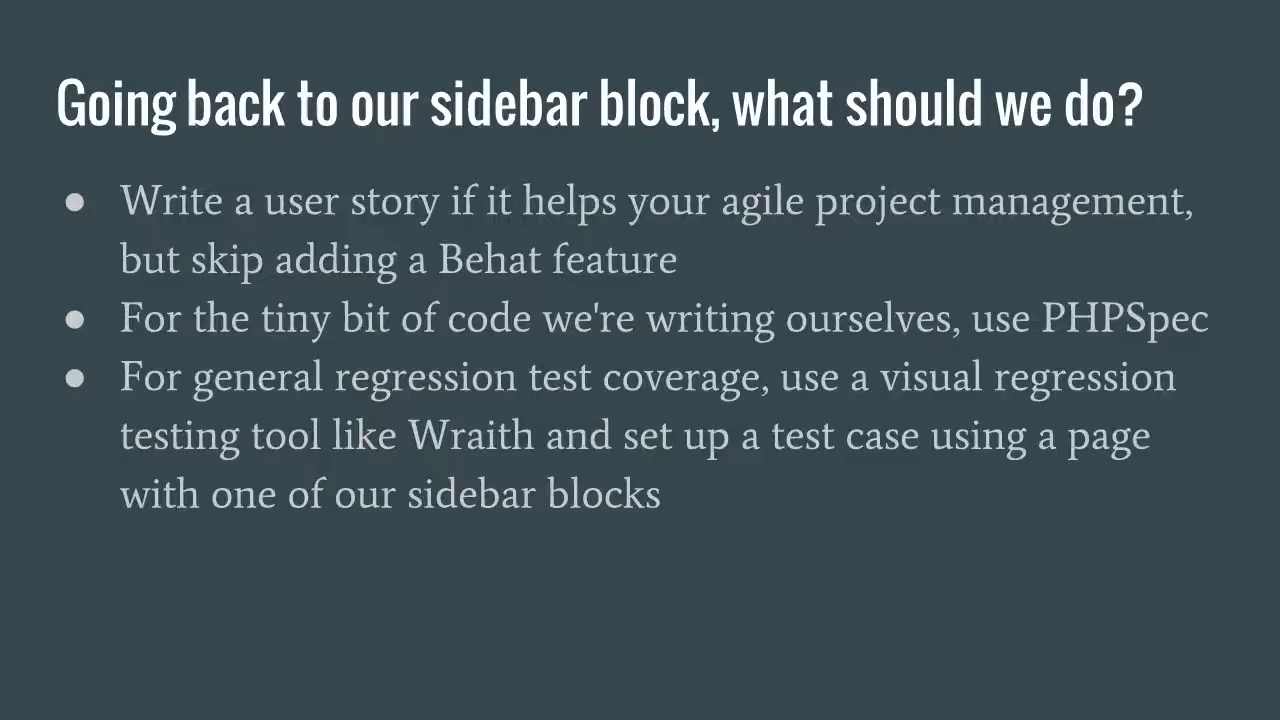 Going back to our sidebar block, what should we do?
● Write a user story if it helps your agile project management,
but skip adding a Behat feature
● For the tiny bit of code we're writing ourselves, use PHPSpec
● For general regression test coverage, use a visual regression
testing tool like Wraith and set up a test case using a page
with one of our sidebar blocks